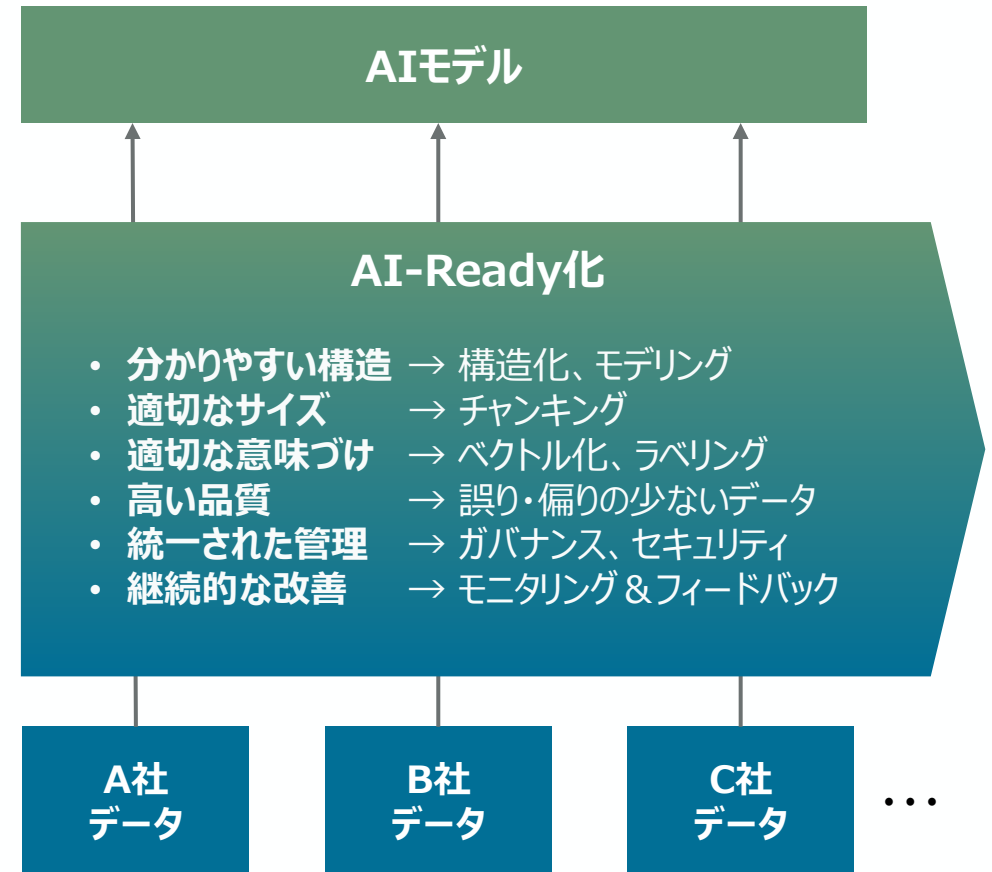 AIモデル
AI-Ready化
• 分かりやすい構造 → 構造化、モデリング
• 適切なサイズ → チャンキング
• 適切な意味づけ → ベクトル化、ラベリング
• 高い品質 → 誤り・偏りの少ないデータ
• 統一された管理 → ガバナンス、セキュリティ
• 継続的な改善 → モニタリング＆フィードバック
A社
データ
B社
データ
C社
データ
・・・